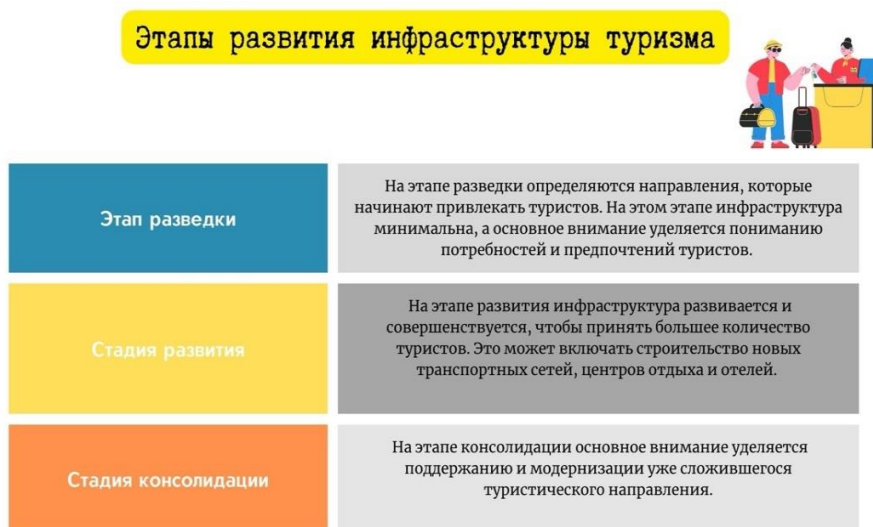 Этапы развития инфраструктуры туризма
Этап разведки
На этапе разведки определяются направления, которые
начинают привлекать туристов. На этом этапе инфраструктура
минимальна, а основное внимание уделяется пониманию
потребностей и предпочтений туристов.
Стадия развития
На этапе развития инфраструктура развивается и
совершенствуется, чтобы принять большее количество
туристов. Это может включать строительство новых
транспортных сетей, центров отдыха и отелей.
Стадия консолидации
На этапе консолидации основное внимание уделяется
поддержанию и модернизации уже сложившегося
туристического направления.